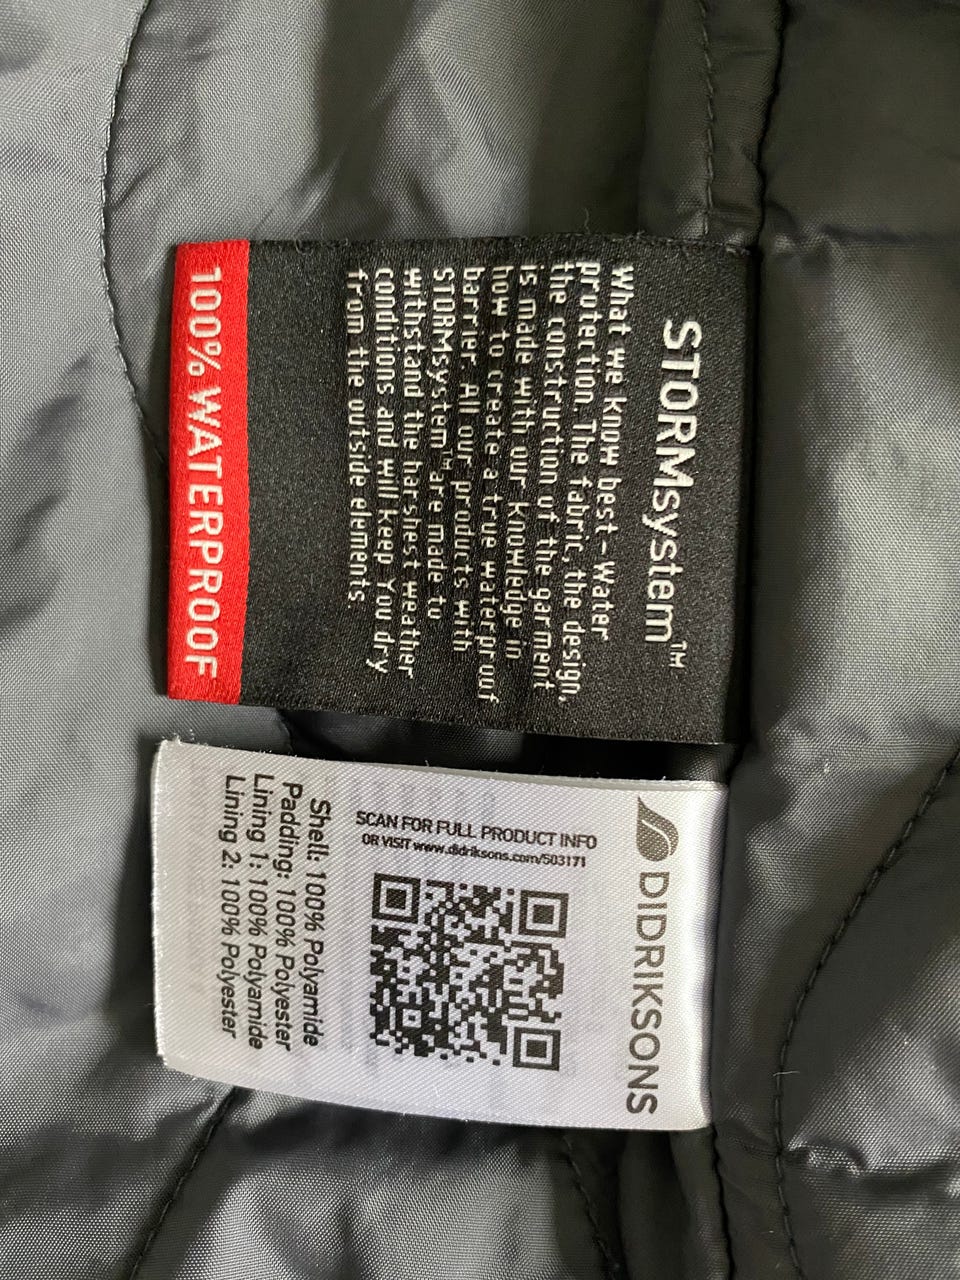 STORMsystem™
What we know best-water
protection. The fabric, the design,
the construction of the garment
is made with our knowledge in
how to create a true waterproof
barrier. All our products with
STORMsystem™ are made to
withstand the harshest weather
conditions and will keep you dry
from the outside elements.
100% WATERPROOF
DIDRIKSONS
SCAN FOR FULL PRODUCT INFO
OR VISIT www.didriksons.com/503171
Shell: 100% Polyamide
Padding: 100% Polyester
Lining 1: 100% Polyamide
Lining 2: 100% Polyester